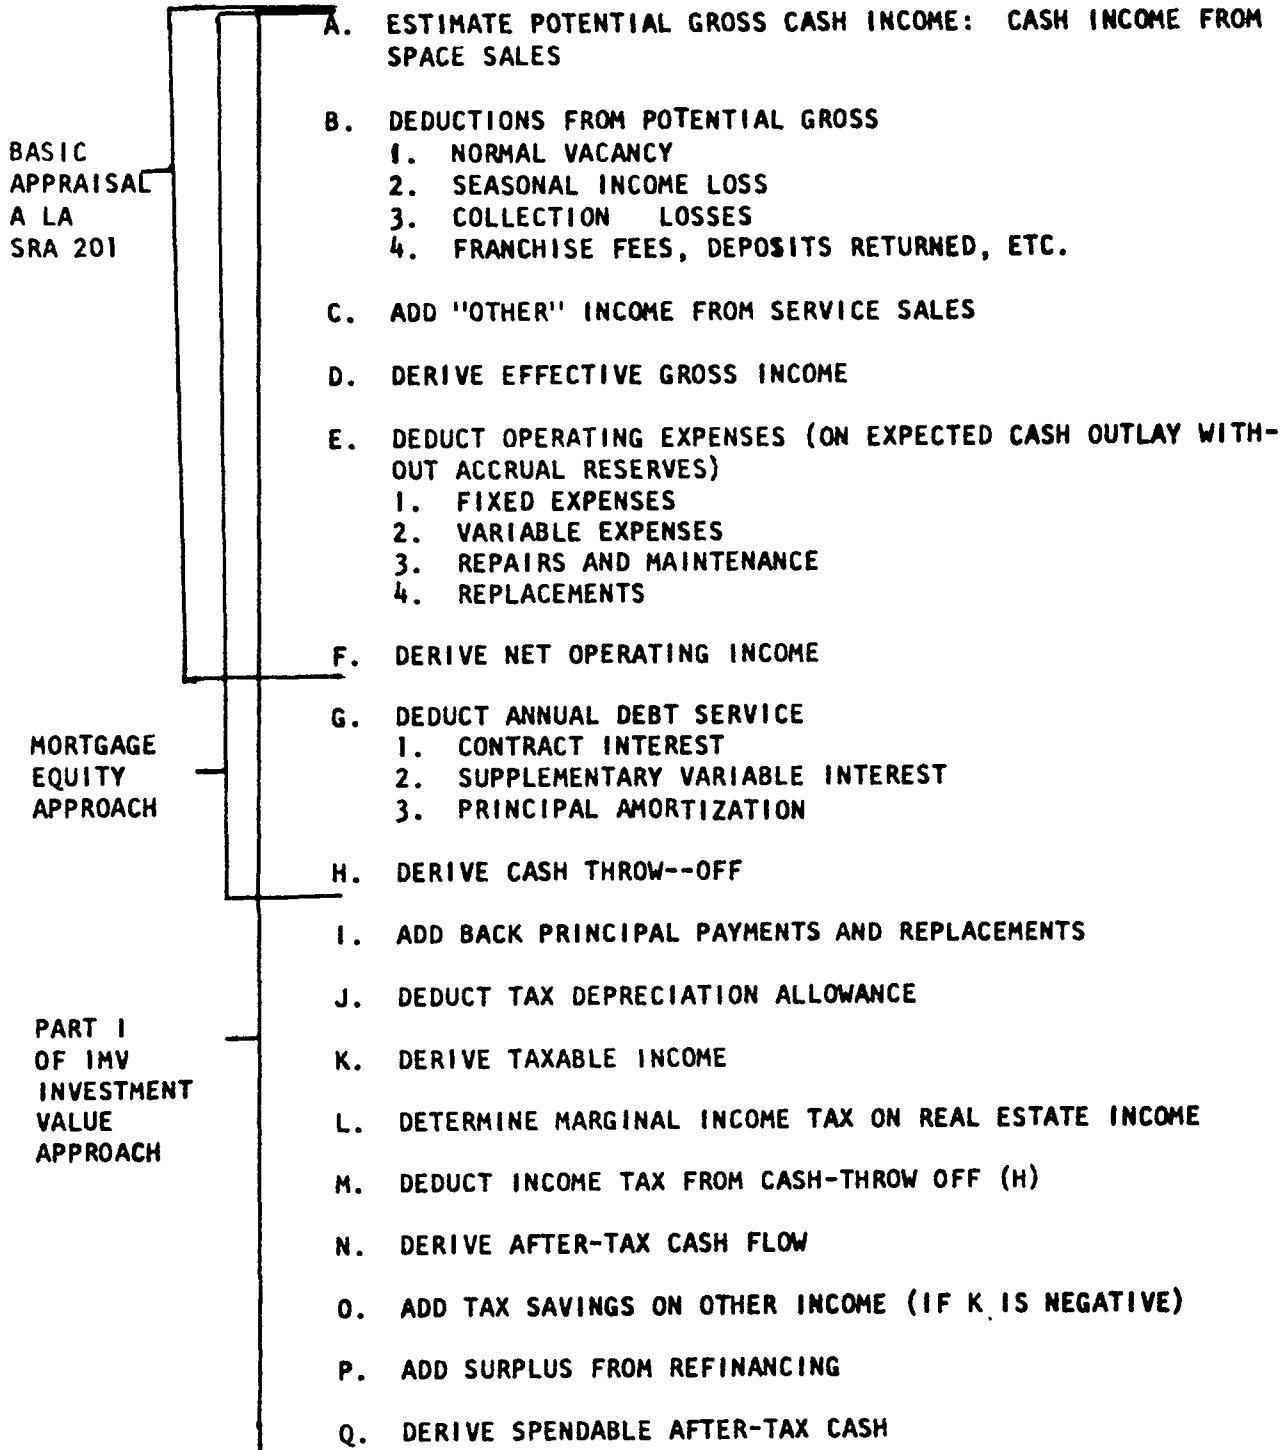 A. ESTIMATE POTENTIAL GROSS CASH INCOME: CASH INCOME FROM
SPACE SALES
B. DEDUCTIONS FROM POTENTIAL GROSS
1. NORMAL VACANCY
2. SEASONAL INCOME LOSS
3. COLLECTION LOSSES
4. FRANCHISE FEES, DEPOSITS RETURNED, ETC.
BASIC
APPRAISAL
A LA
SRA 201
C. ADD "OTHER" INCOME FROM SERVICE SALES
D. DERIVE EFFECTIVE GROSS INCOME
E. DEDUCT OPERATING EXPENSES (ON EXPECTED CASH OUTLAY WITH-
OUT ACCRUAL RESERVES)
1. FIXED EXPENSES
2. VARIABLE EXPENSES
3. REPAIRS AND MAINTENANCE
4. REPLACEMENTS
F. DERIVE NET OPERATING INCOME
G. DEDUCT ANNUAL DEBT SERVICE
1. CONTRACT INTEREST
2. SUPPLEMENTARY VARIABLE INTEREST
3. PRINCIPAL AMORTIZATION
MORTGAGE
EQUITY
APPROACH
H. DERIVE CASH THROW--OFF
I. ADD BACK PRINCIPAL PAYMENTS AND REPLACEMENTS
J. DEDUCT TAX DEPRECIATION ALLOWANCE
PART I
OF IMV
INVESTMENT
VALUE
APPROACH
K. DERIVE TAXABLE INCOME
L. DETERMINE MARGINAL INCOME TAX ON REAL ESTATE INCOME
M. DEDUCT INCOME TAX FROM CASH-THROW OFF (H)
N. DERIVE AFTER-TAX CASH FLOW
O. ADD TAX SAVINGS ON OTHER INCOME (IF K IS NEGATIVE)
P. ADD SURPLUS FROM REFINANCING
Q. DERIVE SPENDABLE AFTER-TAX CASH